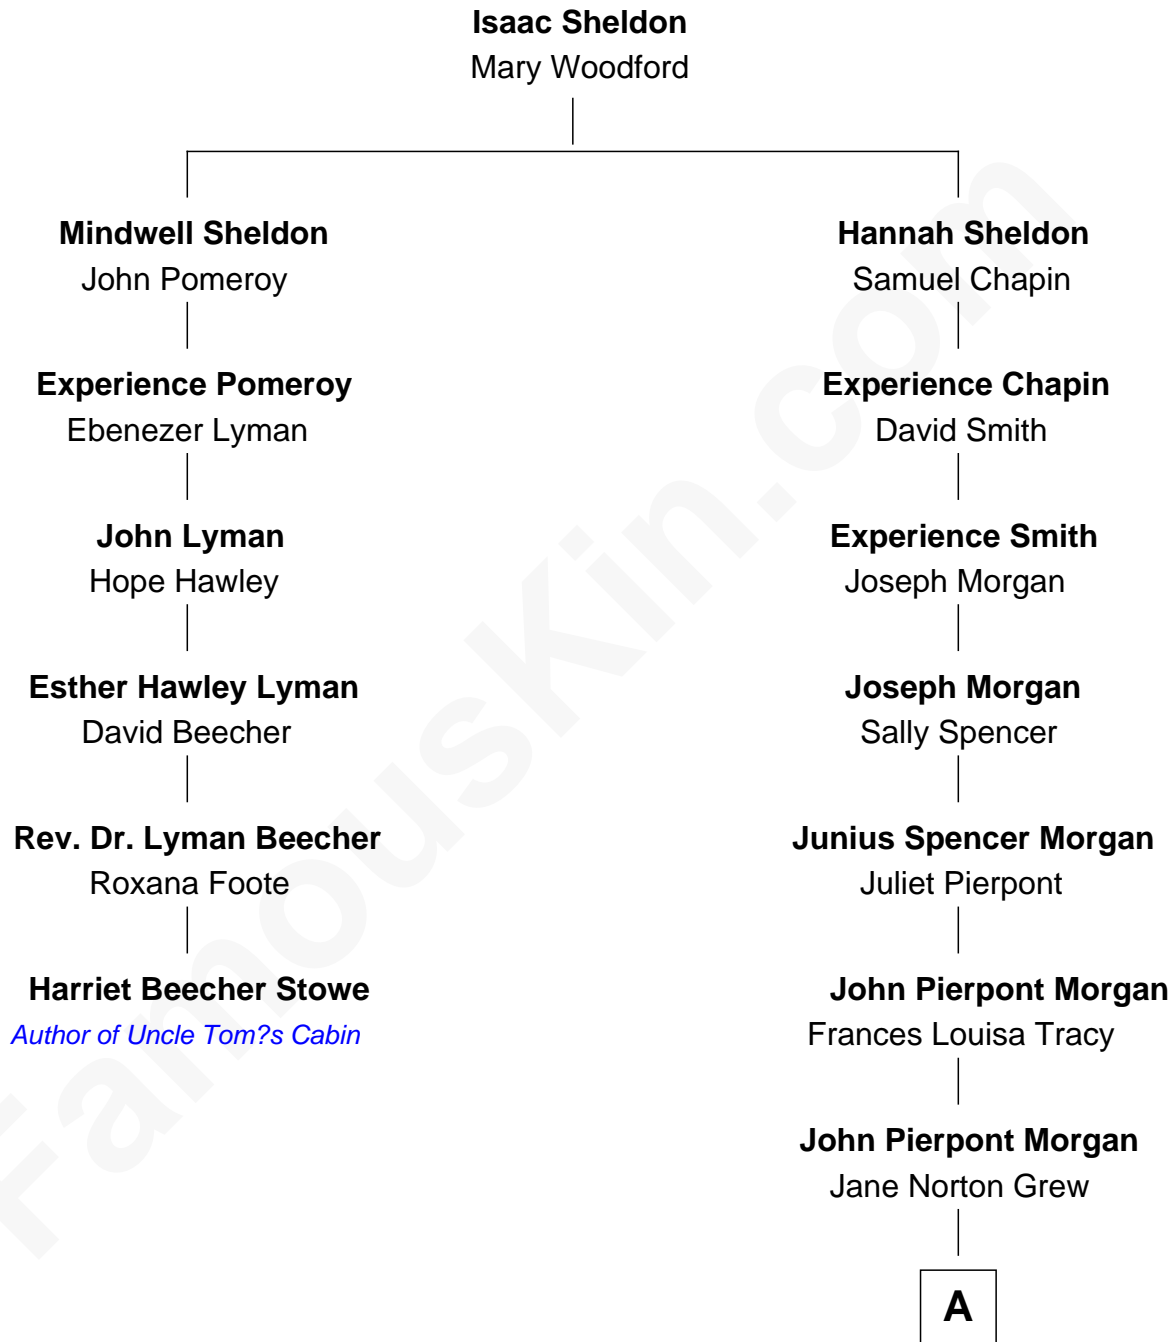 Isaac Sheldon
Mary Woodford
Mindwell Sheldon
John Pomeroy
Hannah Sheldon
Samuel Chapin
Experience Pomeroy
Ebenezer Lyman
Experience Chapin
David Smith
John Lyman
Hope Hawley
Experience Smith
Joseph Morgan
Esther Hawley Lyman
David Beecher
Joseph Morgan
Sally Spencer
Rev. Dr. Lyman Beecher
Roxana Foote
Junius Spencer Morgan
Juliet Pierpont
Harriet Beecher Stowe
Author of Uncle Tom?s Cabin
John Pierpont Morgan
Frances Louisa Tracy
John Pierpont Morgan
Jane Norton Grew
A
FamousKin.com